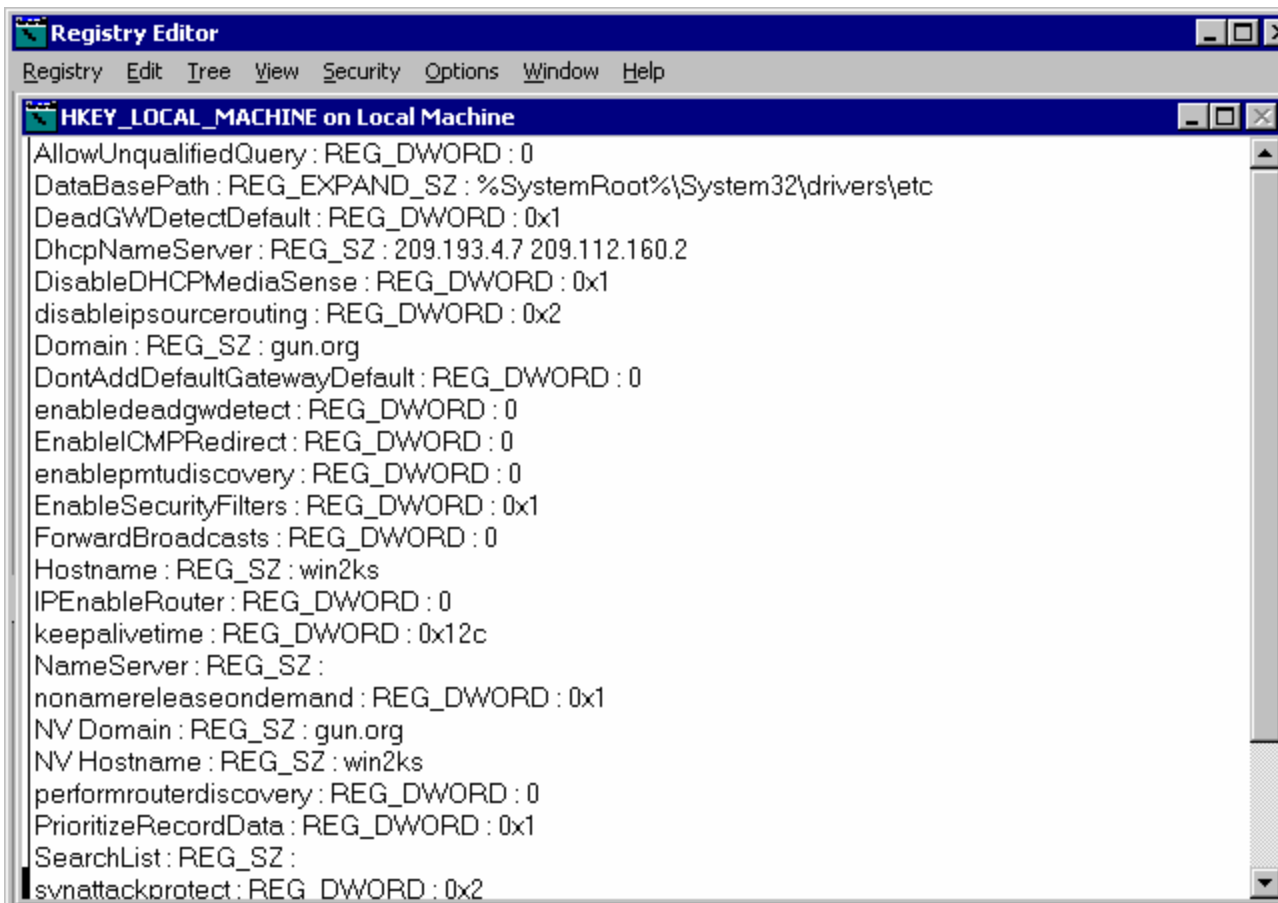 Registry Editor
Registry Edit Tree View Security Options Window Help
HKEY_LOCAL_MACHINE on Local Machine
AllowUnqualifiedQuery : REG_DWORD : 0
DataBasePath : REG_EXPAND_SZ : %SystemRoot%\System32\drivers\etc
DeadGWDetectDefault : REG_DWORD : 0x1
DhcpNameServer : REG_SZ : 209.193.4.7 209.112.160.2
DisableDHCPMediaSense : REG_DWORD : 0x1
disableipsourcerouting : REG_DWORD : 0x2
Domain : REG_SZ : gun.org
DontAddDefaultGatewayDefault : REG_DWORD : 0
enabledeadgwdetect : REG_DWORD : 0
EnableICMPRedirect : REG_DWORD : 0
enablepmtudiscovery : REG_DWORD : 0
EnableSecurityFilters : REG_DWORD : 0x1
ForwardBroadcasts : REG_DWORD : 0
Hostname : REG_SZ : win2ks
IPEnableRouter : REG_DWORD : 0
keepalivetime : REG_DWORD : 0x12c
NameServer : REG_SZ :
nonamereleaseondemand : REG_DWORD : 0x1
NV Domain : REG_SZ : gun.org
NV Hostname : REG_SZ : win2ks
performrouterdiscovery : REG_DWORD : 0
PrioritizeRecordData : REG_DWORD : 0x1
SearchList : REG_SZ :
synattackprotect : REG_DWORD : 0x2